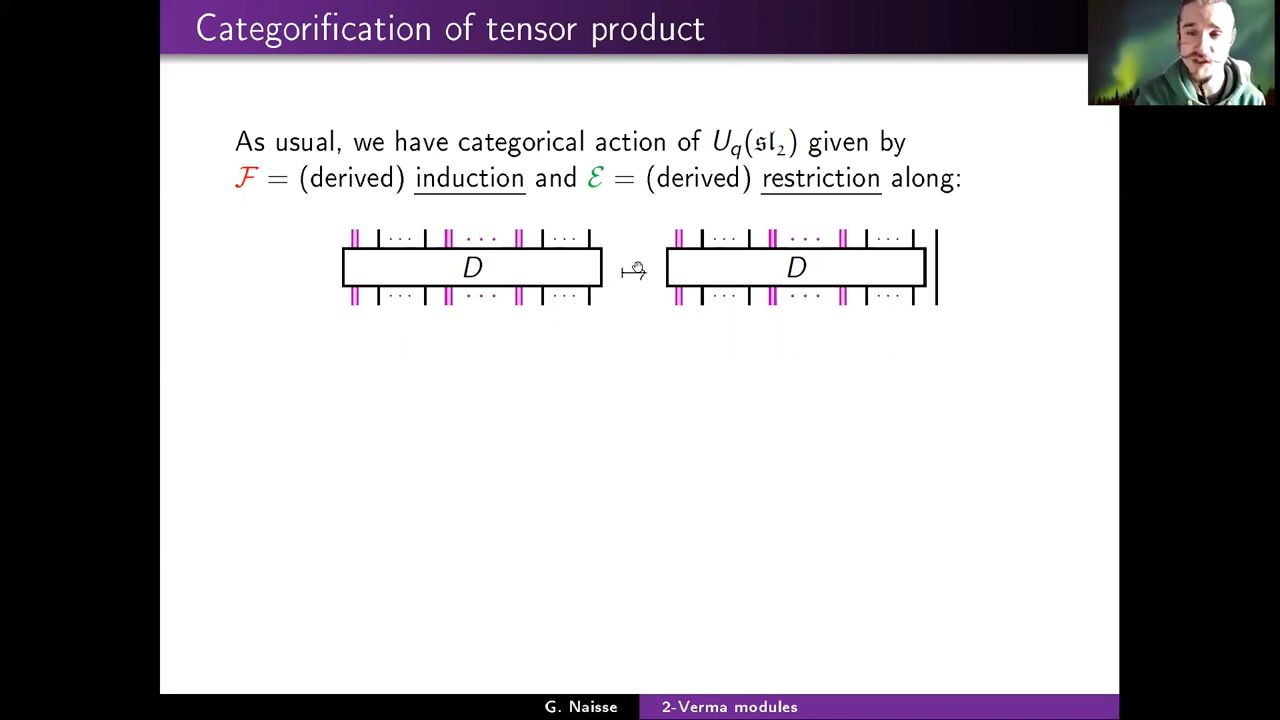 Categorification of tensor product
As usual, we have categorical action of U_q(𝔰𝔩₂) given by
ℱ = (derived) induction and ℰ = (derived) restriction along:
··· ··· ··· ··· ··· ···
D ↦ D
··· ··· ··· ··· ··· ···
G. Naisse 2-Verma modules